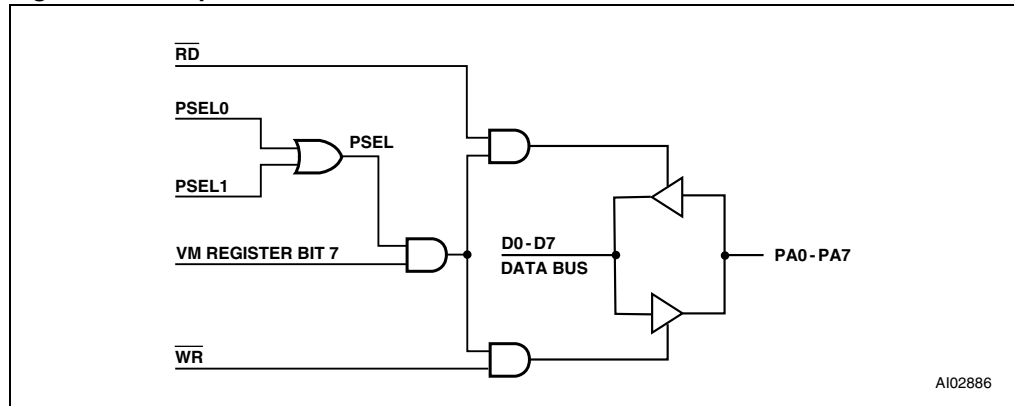 RD
PSEL0
PSEL
PSEL1
VM REGISTER BIT 7
D0-D7
DATA BUS
PA0-PA7
WR
AI02886